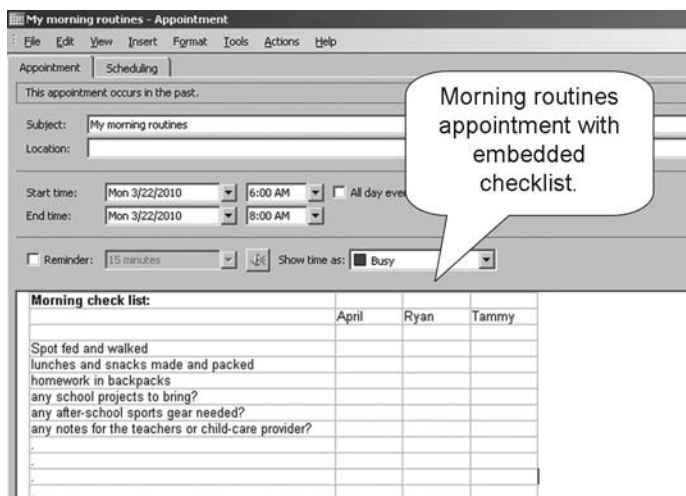 My morning routines - Appointment
File Edit View Insert Format Tools Actions Help
Appointment Scheduling
This appointment occurs in the past.
Subject: My morning routines
Location:
Start time: Mon 3/22/2010 6:00 AM All day eve
End time: Mon 3/22/2010 8:00 AM
Reminder: 15 minutes Show time as: Busy
Morning routines
appointment with
embedded
checklist.
Morning check list:
April Ryan Tammy
Spot fed and walked
lunches and snacks made and packed
homework in backpacks
any school projects to bring?
any after-school sports gear needed?
any notes for the teachers or child-care provider?
.
.
.